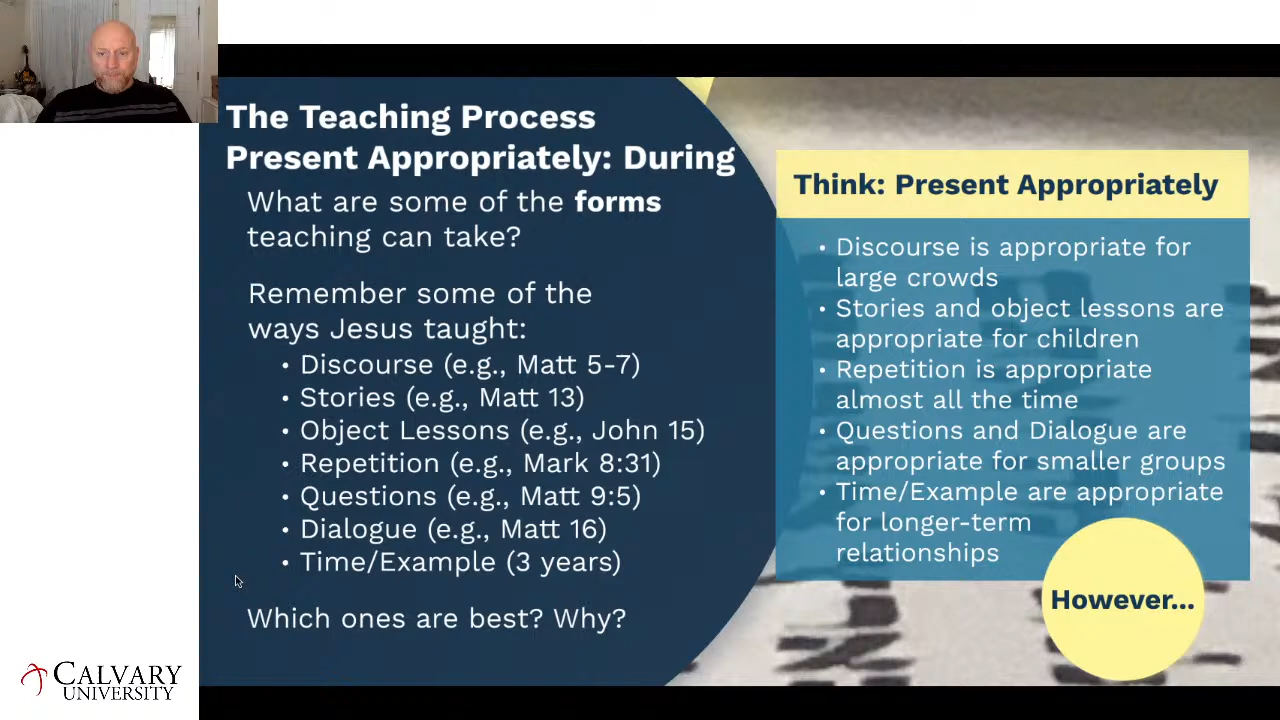 The Teaching Process
Present Appropriately: During
What are some of the forms
teaching can take?
Remember some of the
ways Jesus taught:
• Discourse (e.g., Matt 5-7)
• Stories (e.g., Matt 13)
• Object Lessons (e.g., John 15)
• Repetition (e.g., Mark 8:31)
• Questions (e.g., Matt 9:5)
• Dialogue (e.g., Matt 16)
• Time/Example (3 years)
Which ones are best? Why?
Think: Present Appropriately
• Discourse is appropriate for
large crowds
• Stories and object lessons are
appropriate for children
• Repetition is appropriate
almost all the time
• Questions and Dialogue are
appropriate for smaller groups
• Time/Example are appropriate
for longer-term
relationships
However...
CALVARY
UNIVERSITY